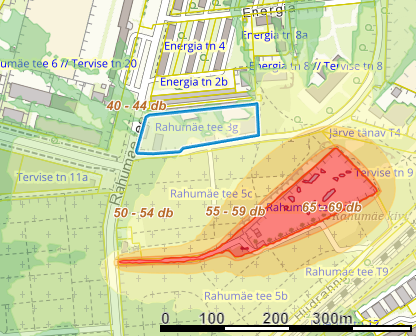 Energia
Energia tn 8a
Energia tn 4
umäe tee 6 // Tervise tn 20
Energia tn 8 // Tervise tn 8
Energia tn 2b
40 - 44 db
Rahumäe tee 3g
Järve tänav T4
Rahumäe
Tervise tn 11a
Tervise tn 9
Rahumäe tee 5c
50 - 54 db
55 - 59 db
65 - 69 db
Rahumäe tee T9
Rahumäe tee 5b
0 100 200 300m